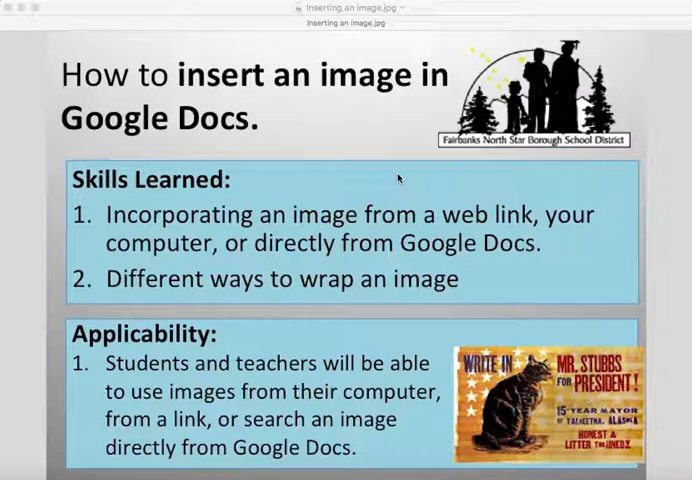 Inserting an image.jpg
Inserting an image.jpg
How to insert an image in
Google Docs.
Fairbanks North Star Borough School District
Skills Learned:
1. Incorporating an image from a web link, your
computer, or directly from Google Docs.
2. Different ways to wrap an image
Applicability:
1. Students and teachers will be able
to use images from their computer,
from a link, or search an image
directly from Google Docs.
WRITE IN
MR. STUBBS
FOR PRESIDENT!
15-YEAR MAYOR
OF TALKEETNA, ALASKA
HONEST &
LITTER TRAINED!